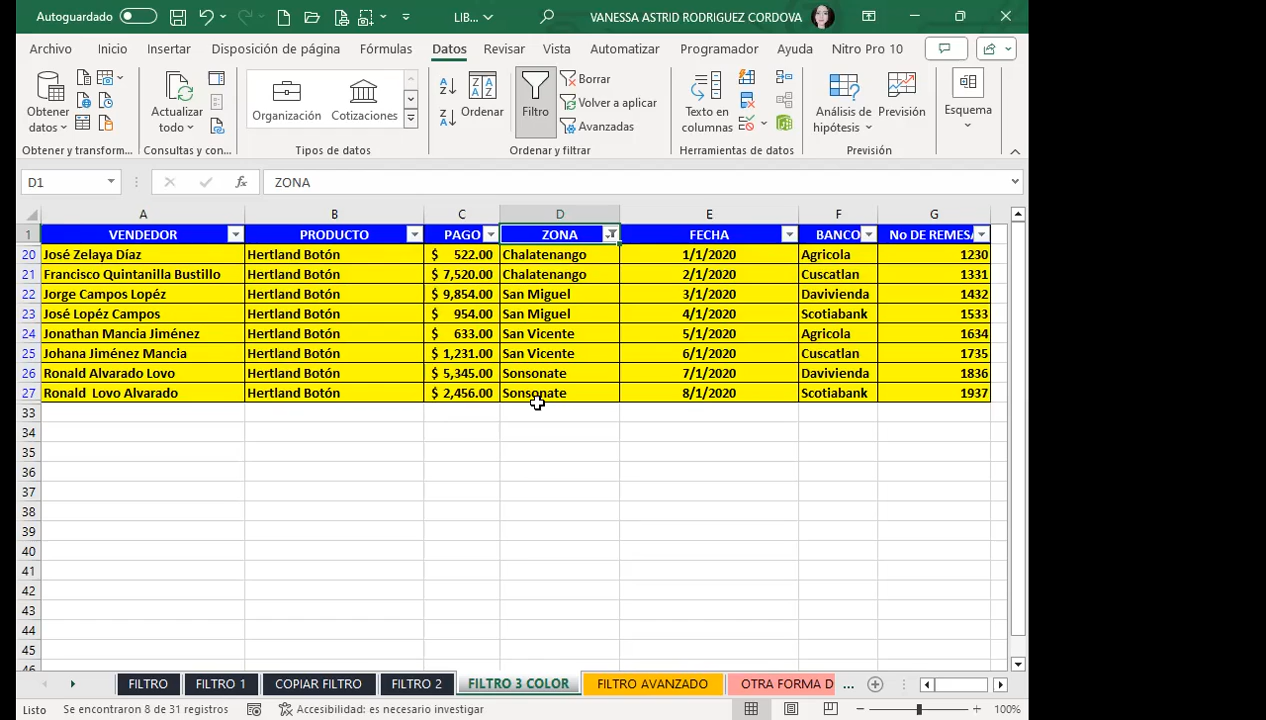 Autoguardado
LIB...
VANESSA ASTRID RODRIGUEZ CORDOVA
Archivo Inicio Insertar Disposición de página Fórmulas Datos Revisar Vista Automatizar Programador Ayuda Nitro Pro 10
Obtener datos
Actualizar todo
Organización Cotizaciones
Ordenar
Filtro
Borrar
Volver a aplicar
Avanzadas
Texto en columnas
Análisis de hipótesis
Previsión
Esquema
Obtener y transform... Consultas y con... Tipos de datos Ordenar y filtrar Herramientas de datos Previsión
D1 fx ZONA
A B C D E F G
1 VENDEDOR PRODUCTO PAGO ZONA FECHA BANCO No DE REMESA
20 José Zelaya Díaz Hertland Botón $ 522.00 Chalatenango 1/1/2020 Agricola 1230
21 Francisco Quintanilla Bustillo Hertland Botón $ 7,520.00 Chalatenango 2/1/2020 Cuscatlan 1331
22 Jorge Campos Lopéz Hertland Botón $ 9,854.00 San Miguel 3/1/2020 Davivienda 1432
23 José Lopéz Campos Hertland Botón $ 954.00 San Miguel 4/1/2020 Scotiabank 1533
24 Jonathan Mancia Jiménez Hertland Botón $ 633.00 San Vicente 5/1/2020 Agricola 1634
25 Johana Jiménez Mancia Hertland Botón $ 1,231.00 San Vicente 6/1/2020 Cuscatlan 1735
26 Ronald Alvarado Lovo Hertland Botón $ 5,345.00 Sonsonate 7/1/2020 Davivienda 1836
27 Ronald Lovo Alvarado Hertland Botón $ 2,456.00 Sonsonate 8/1/2020 Scotiabank 1937
33
34
35
36
37
38
39
40
41
42
43
44
45
46
FILTRO FILTRO 1 COPIAR FILTRO FILTRO 2 FILTRO 3 COLOR FILTRO AVANZADO OTRA FORMA D ...
Listo Se encontraron 8 de 31 registros Accesibilidad: es necesario investigar 100%